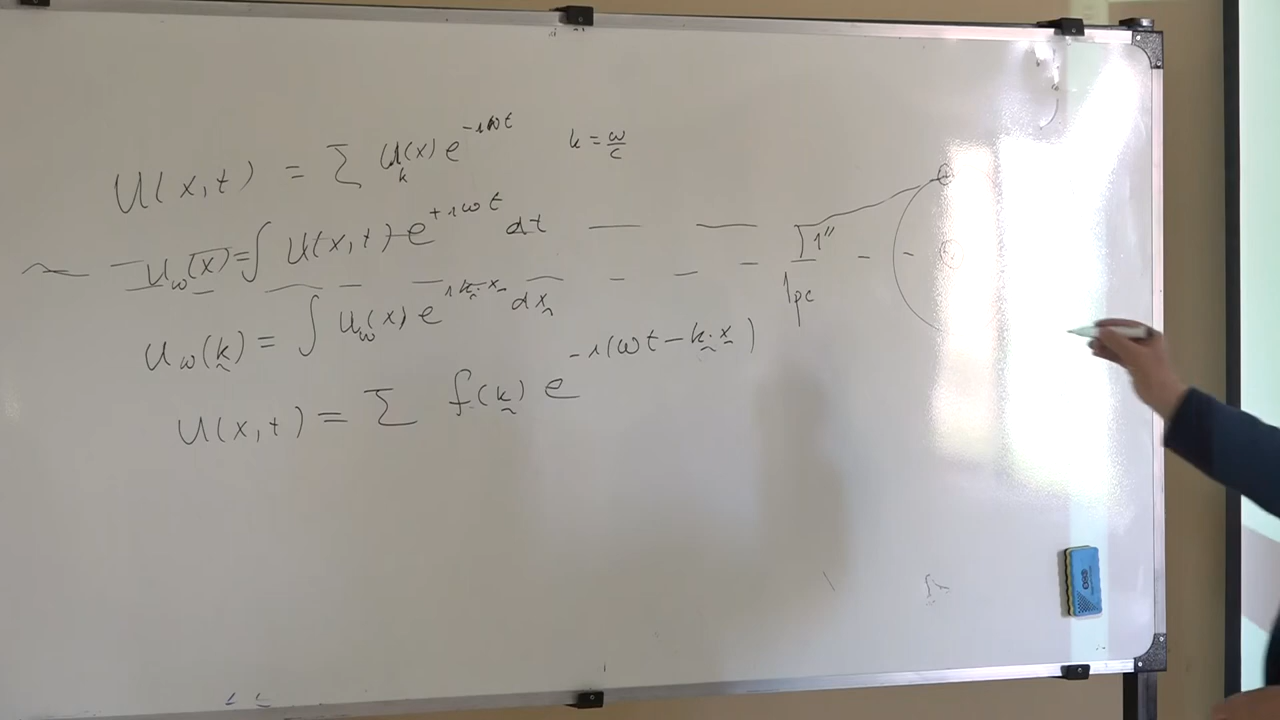 U(x,t) = Σ U_k(x) e^{-iωt} k = ω/c
U_ω(x) = ∫ U(x,t) e^{+iωt} dt
1"
1pc
U_ω(k) = ∫ U_ω(x) e^{ik·x} dx
U(x,t) = Σ f(k) e^{-i(ωt - k·x)}